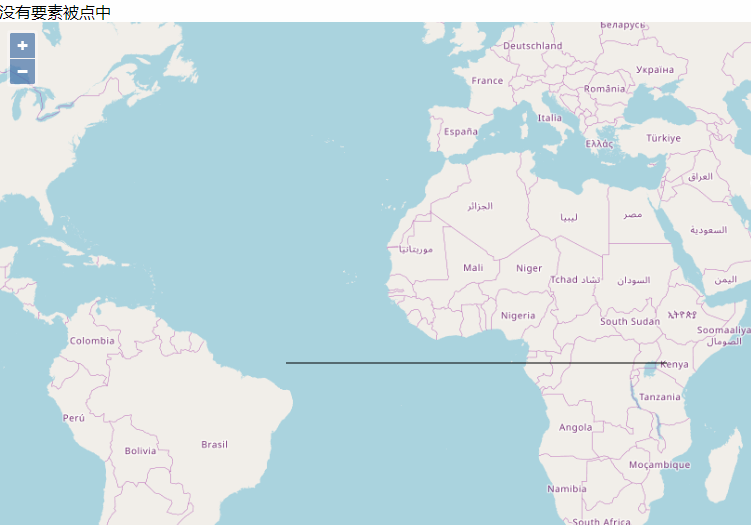 没有要素被点中
+
−
Беларусь
Deutschland
Україна
France
România
Italia
España
Ελλάς
Türkiye
العراق
الجزائر
ليبيا
مصر
السعودية
موريتانيا
Mali
Niger
Tchad تشاد
السودان
اليمن
Nigeria
South Sudan
ኢትዮጵያ
Soomaaliya
الصومال
Colombia
Kenya
Tanzania
Perú
Angola
Brasil
Bolivia
Moçambique
Namibia
South Africa